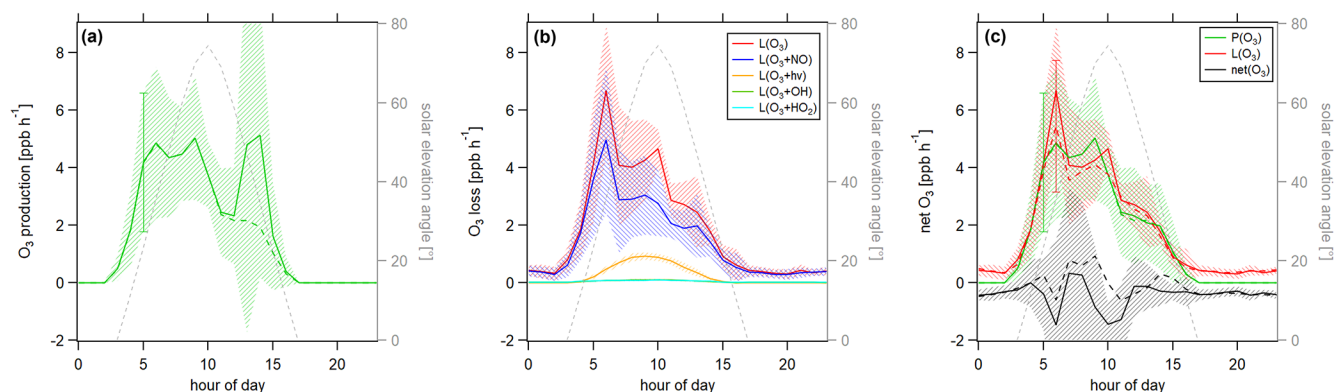 (a)
O3 production [ppb h-1]
8
6
4
2
0
-2
80
60
40
20
0
solar elevation angle [°]
0 5 10 15 20
hour of day
(b)
L(O3)
L(O3+NO)
L(O3+hv)
L(O3+OH)
L(O3+HO2)
O3 loss [ppb h-1]
8
6
4
2
0
-2
80
60
40
20
0
solar elevation angle [°]
0 5 10 15 20
hour of day
(c)
P(O3)
L(O3)
net(O3)
net O3 [ppb h-1]
8
6
4
2
0
-2
80
60
40
20
0
solar elevation angle [°]
0 5 10 15 20
hour of day